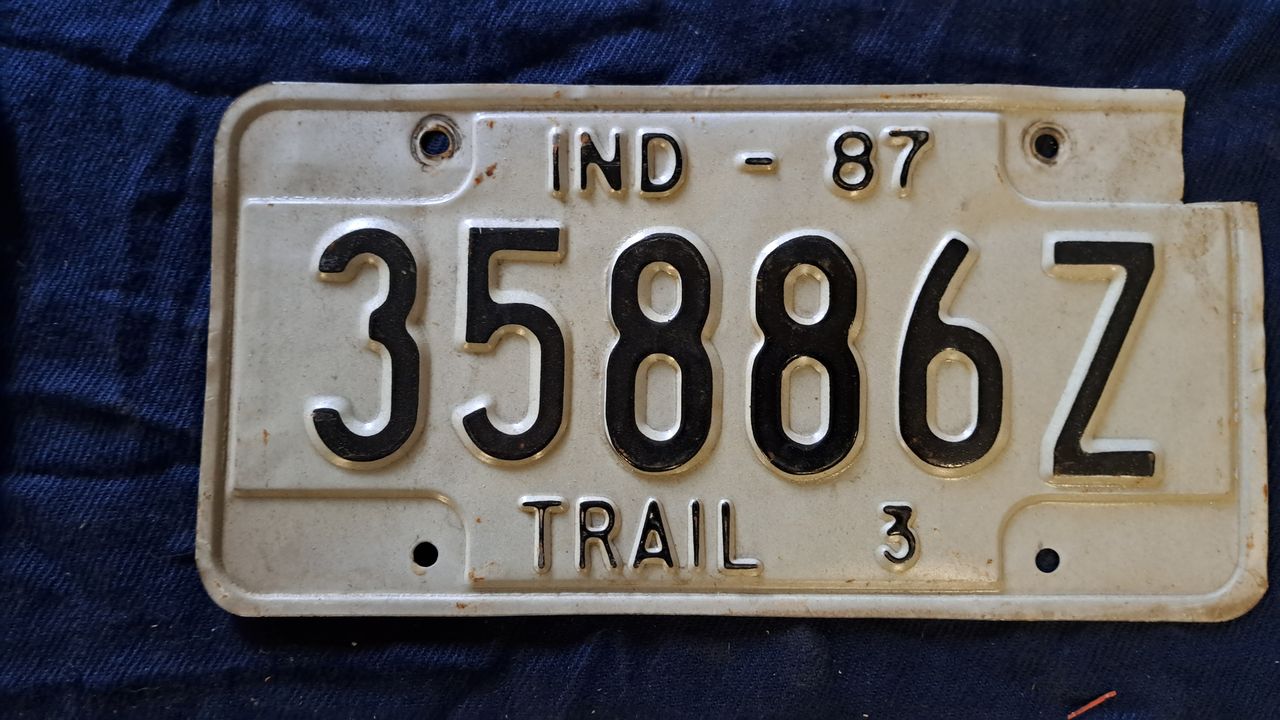 IND - 87
35886Z
TRAIL 3